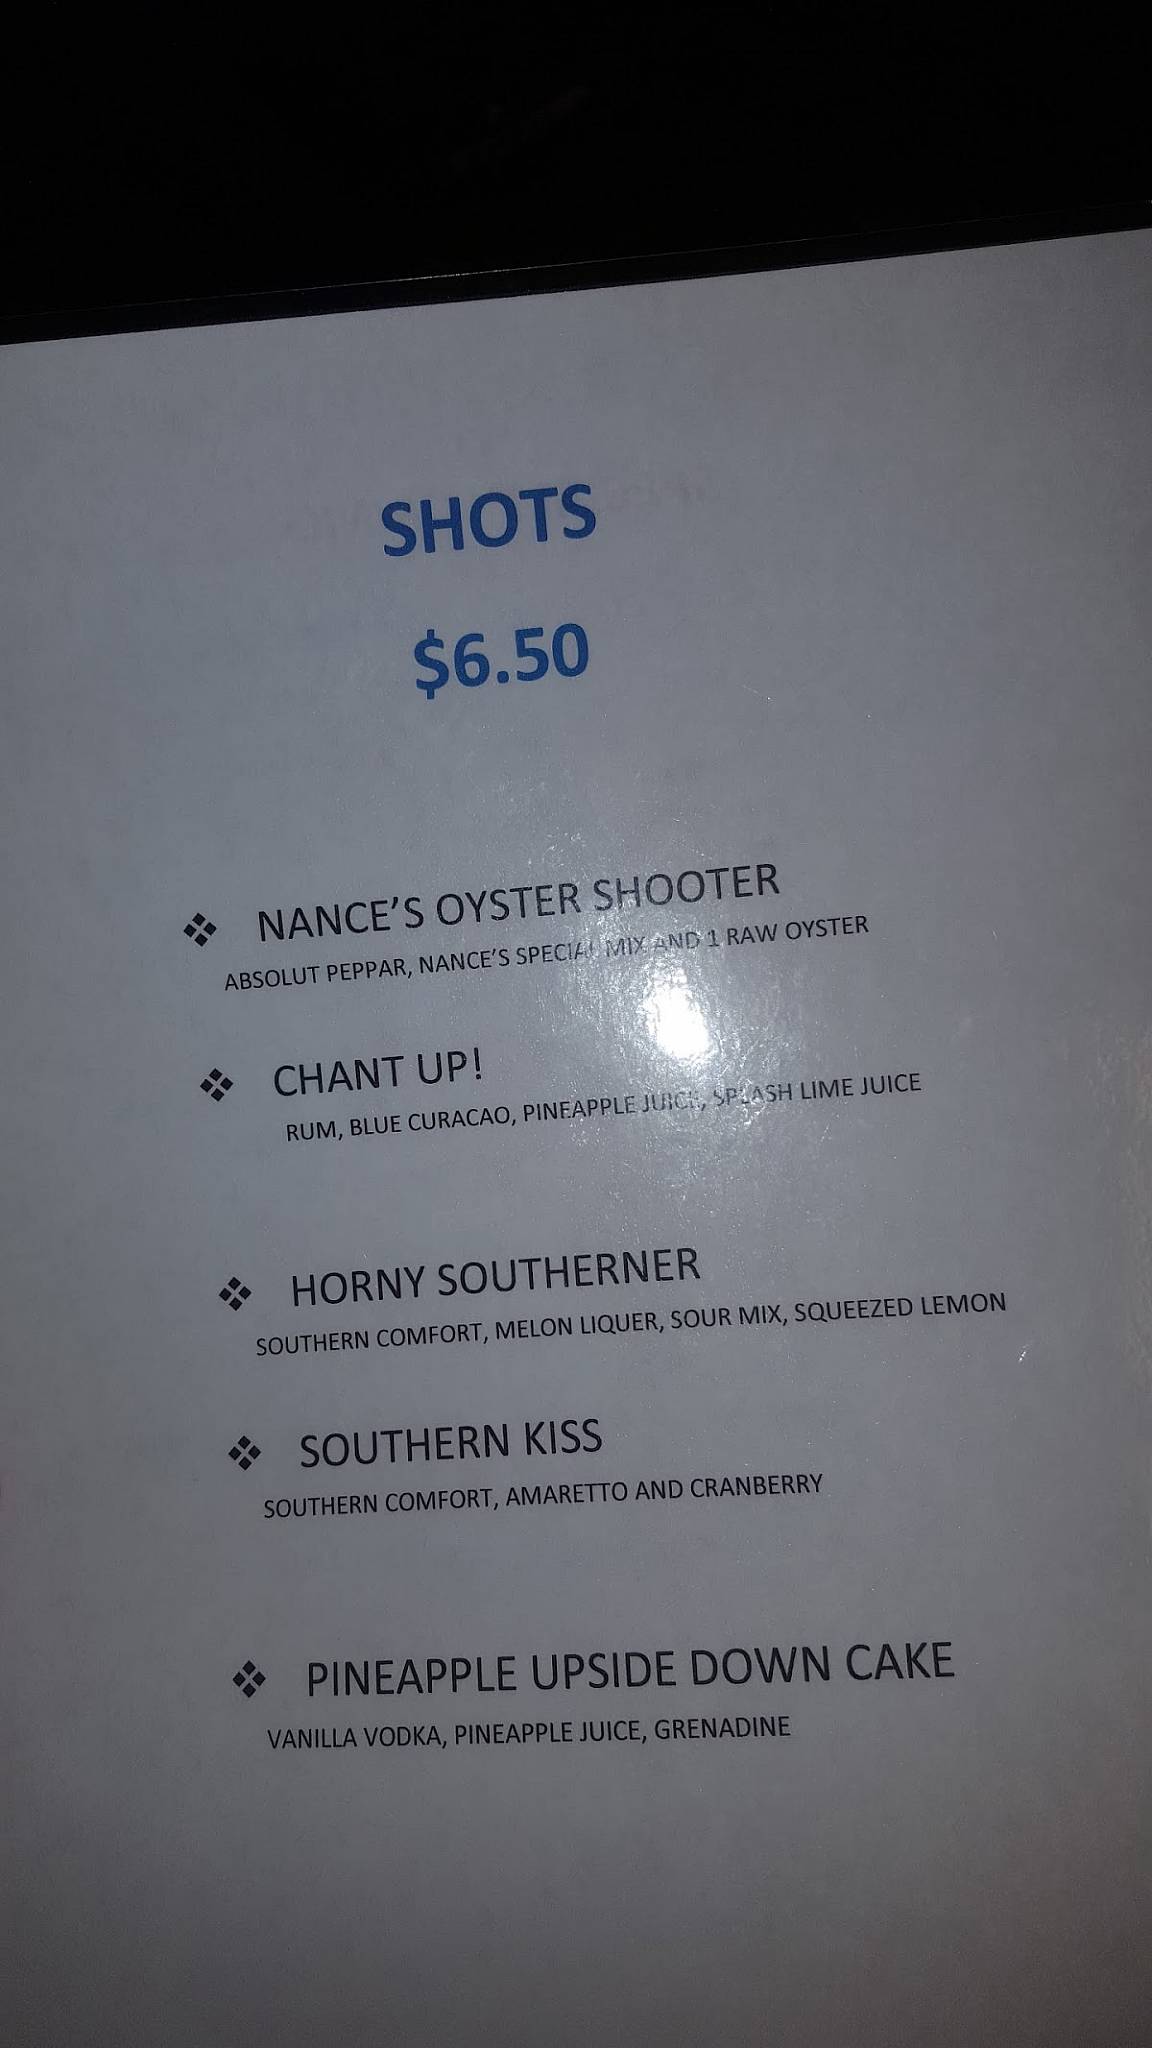 SHOTS
$6.50
❖ NANCE'S OYSTER SHOOTER
ABSOLUT PEPPAR, NANCE'S SPECIAL MIX AND 1 RAW OYSTER
❖ CHANT UP!
RUM, BLUE CURACAO, PINEAPPLE JUICE, SPLASH LIME JUICE
❖ HORNY SOUTHERNER
SOUTHERN COMFORT, MELON LIQUER, SOUR MIX, SQUEEZED LEMON
❖ SOUTHERN KISS
SOUTHERN COMFORT, AMARETTO AND CRANBERRY
❖ PINEAPPLE UPSIDE DOWN CAKE
VANILLA VODKA, PINEAPPLE JUICE, GRENADINE